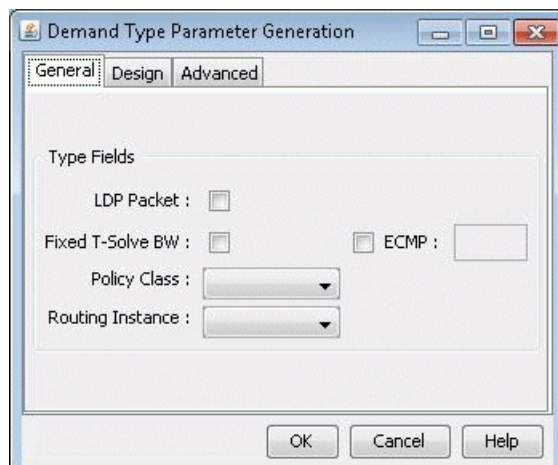 Demand Type Parameter Generation
General Design Advanced
Type Fields
LDP Packet :
Fixed T-Solve BW : ECMP :
Policy Class :
Routing Instance :
OK Cancel Help